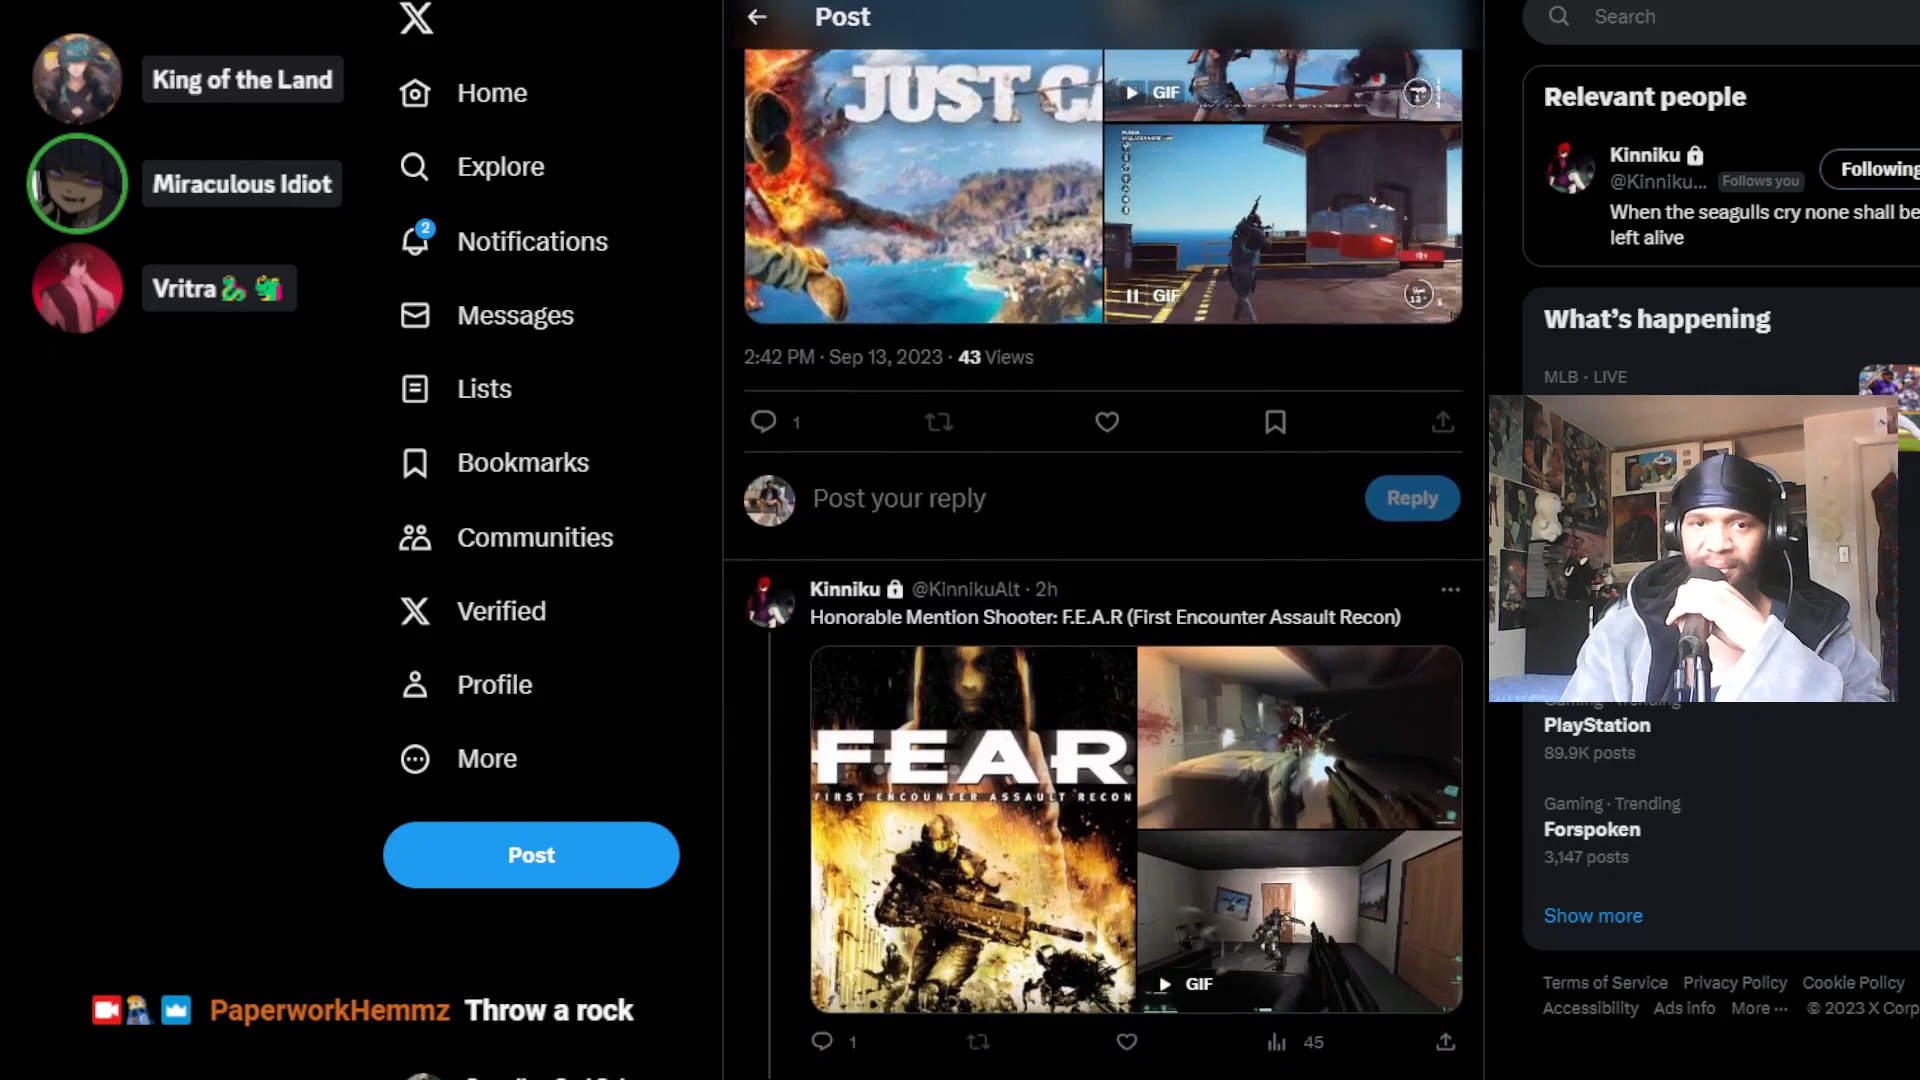 King of the Land
Miraculous Idiot
Vritra
Home
Explore
2
Notifications
Messages
Lists
Bookmarks
Communities
Verified
Profile
More
Post
PaperworkHemmz Throw a rock
Post
JUST CA
GIF
GIF
2:42 PM · Sep 13, 2023 · 43 Views
1
Post your reply
Reply
Kinniku @KinnikuAlt · 2h
Honorable Mention Shooter: F.E.A.R (First Encounter Assault Recon)
F.E.A.R.
FIRST ENCOUNTER ASSAULT RECON
GIF
1
45
Search
Relevant people
Kinniku
@Kinniku... Follows you
Following
When the seagulls cry none shall be
left alive
What's happening
MLB · LIVE
Gaming · Trending
PlayStation
89.9K posts
Gaming · Trending
Forspoken
3,147 posts
Show more
Terms of Service Privacy Policy Cookie Policy
Accessibility Ads info More ··· © 2023 X Corp